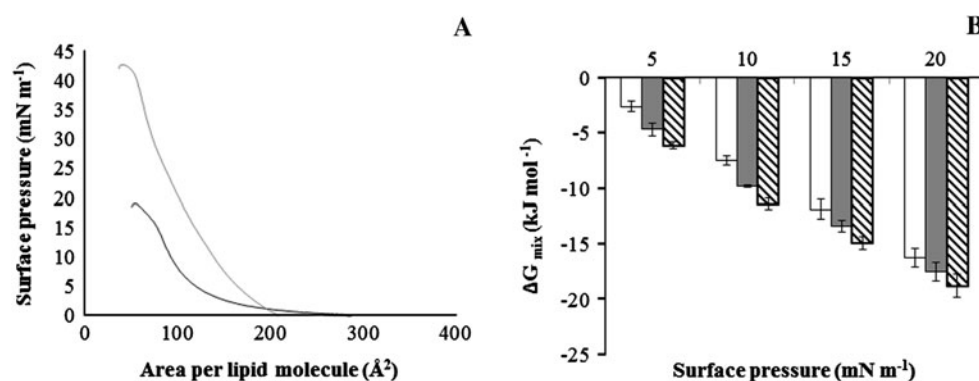 A
Surface pressure (mN m⁻¹)
45
40
35
30
25
20
15
10
5
0
0 100 200 300 400
Area per lipid molecule (Å²)
B
5 10 15 20
ΔG mix (kJ mol ⁻¹)
0
-5
-10
-15
-20
-25
Surface pressure (mN m⁻¹)